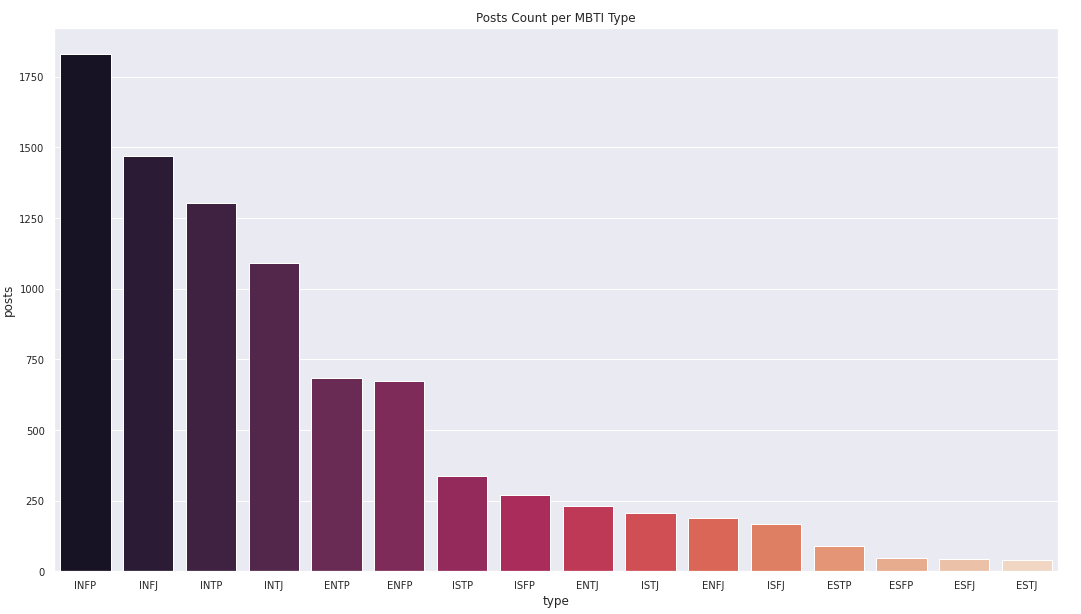 Posts Count per MBTI Type
1750
1500
1250
1000
750
500
250
0
posts
INFP INFJ INTP INTJ ENTP ENFP ISTP ISFP ENTJ ISTJ ENFJ ISFJ ESTP ESFP ESFJ ESTJ
type